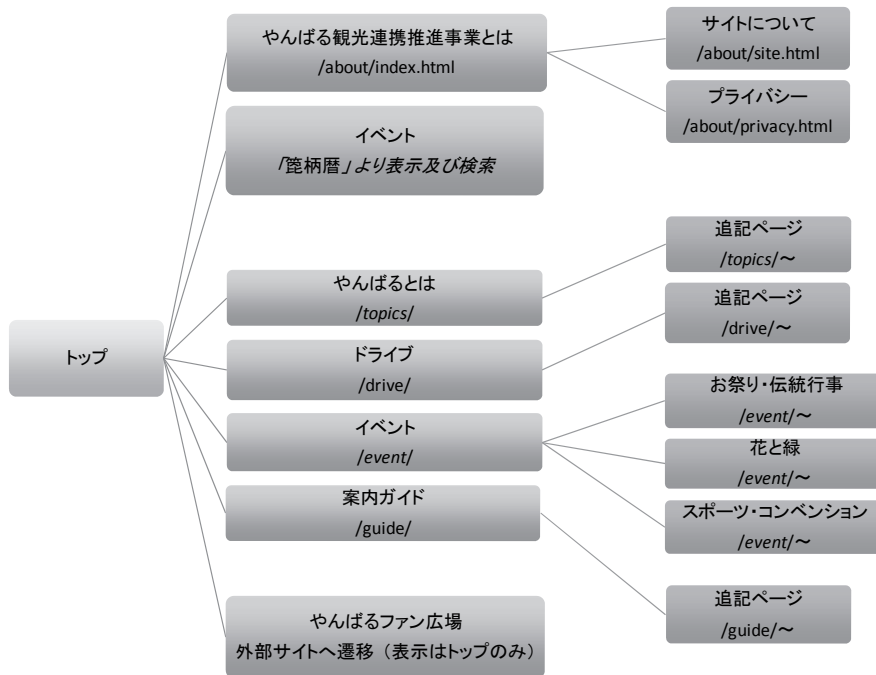 トップ
やんばる観光連携推進事業とは
/about/index.html
サイトについて
/about/site.html
プライバシー
/about/privacy.html
イベント
「箆柄暦」より表示及び検索
やんばるとは
/topics/
追記ページ
/topics/～
ドライブ
/drive/
追記ページ
/drive/～
イベント
/event/
お祭り・伝統行事
/event/～
花と緑
/event/～
スポーツ・コンベンション
/event/～
案内ガイド
/guide/
追記ページ
/guide/～
やんばるファン広場
外部サイトへ遷移（表示はトップのみ）